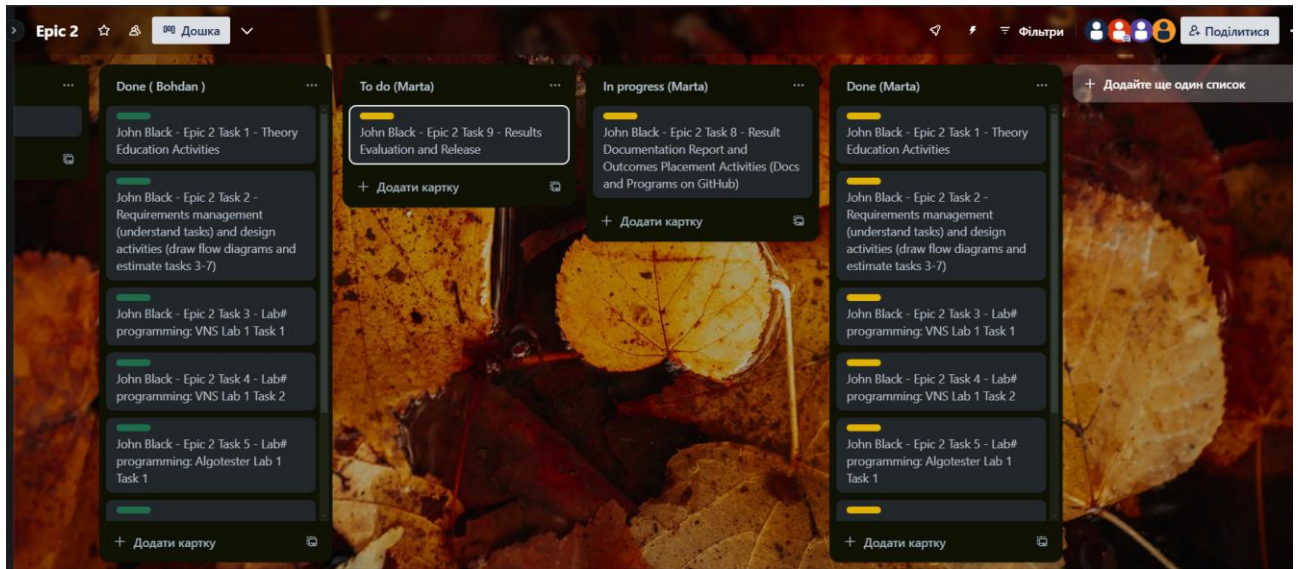 Epic 2
Дошка
Фільтри
Поділитися
Done ( Bohdan )
John Black - Epic 2 Task 1 - Theory
Education Activities
John Black - Epic 2 Task 2 -
Requirements management
(understand tasks) and design
activities (draw flow diagrams and
estimate tasks 3-7)
John Black - Epic 2 Task 3 - Lab#
programming: VNS Lab 1 Task 1
John Black - Epic 2 Task 4 - Lab#
programming: VNS Lab 1 Task 2
John Black - Epic 2 Task 5 - Lab#
programming: Algotester Lab 1
Task 1
+ Додати картку
To do (Marta)
John Black - Epic 2 Task 9 - Results
Evaluation and Release
+ Додати картку
In progress (Marta)
John Black - Epic 2 Task 8 - Result
Documentation Report and
Outcomes Placement Activities (Docs
and Programs on GitHub)
+ Додати картку
Done (Marta)
John Black - Epic 2 Task 1 - Theory
Education Activities
John Black - Epic 2 Task 2 -
Requirements management
(understand tasks) and design
activities (draw flow diagrams and
estimate tasks 3-7)
John Black - Epic 2 Task 3 - Lab#
programming: VNS Lab 1 Task 1
John Black - Epic 2 Task 4 - Lab#
programming: VNS Lab 1 Task 2
John Black - Epic 2 Task 5 - Lab#
programming: Algotester Lab 1
Task 1
+ Додати картку
+ Додайте ще один список